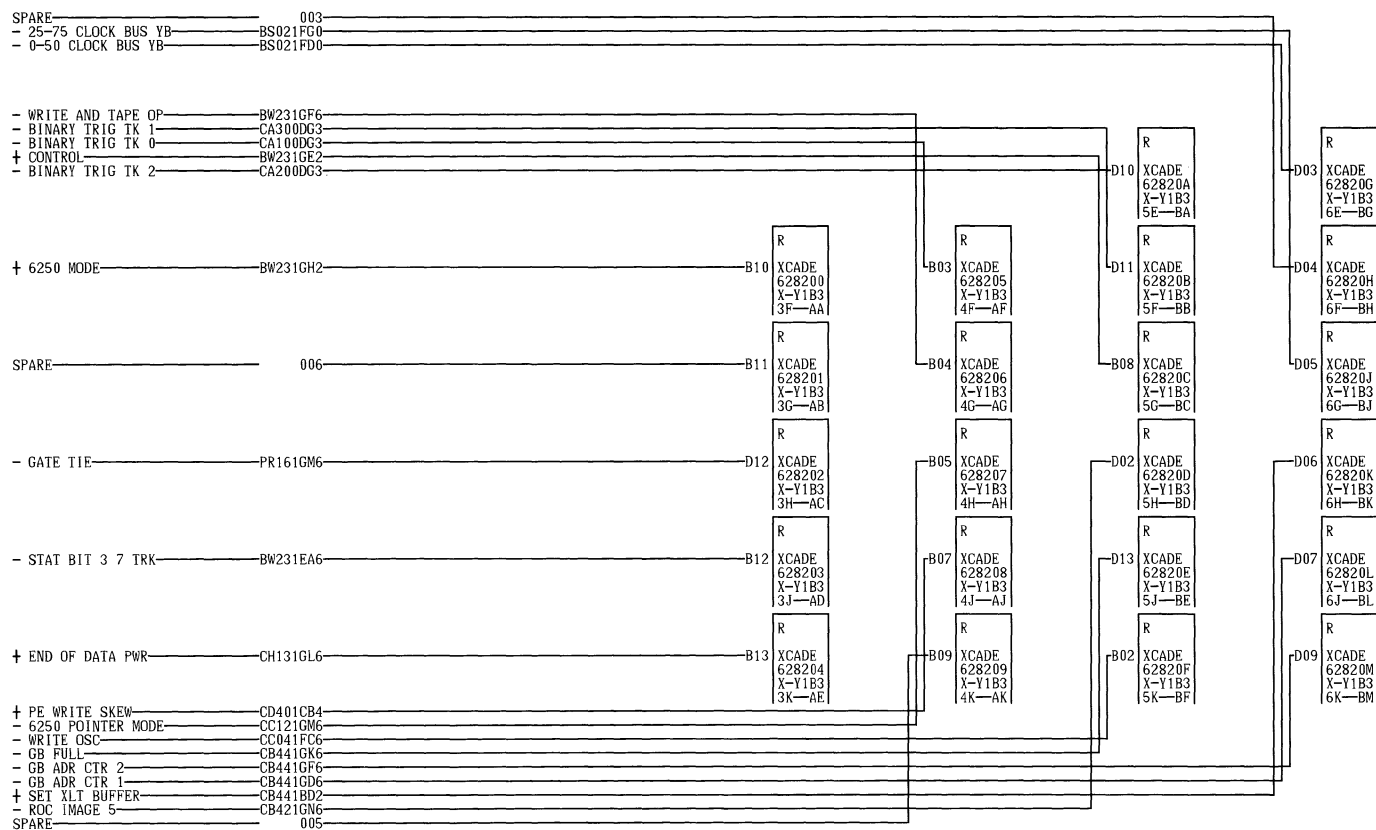 SPARE 003
- 25-75 CLOCK BUS YB BS021FG0
- 0-50 CLOCK BUS YB BS021FD0
- WRITE AND TAPE OP BW231GF6
- BINARY TRIG TK 1 CA300DG3
- BINARY TRIG TK 0 CA100DG3
+ CONTROL BW231GE2
- BINARY TRIG TK 2 CA200DG3
R R
D10 XCADE D03 XCADE
62820A 62820G
X-Y1B3 X-Y1B3
5E—BA 6E—BG
R R R R
+ 6250 MODE BW231GH2 B10 XCADE B03 XCADE D11 XCADE D04 XCADE
628200 628205 62820B 62820H
X-Y1B3 X-Y1B3 X-Y1B3 X-Y1B3
3F—AA 4F—AF 5F—BB 6F—BH
R R R R
SPARE 006 B11 XCADE B04 XCADE B08 XCADE D05 XCADE
628201 628206 62820C 62820J
X-Y1B3 X-Y1B3 X-Y1B3 X-Y1B3
3G—AB 4G—AG 5G—BC 6G—BJ
R R R R
- GATE TIE PR161GM6 D12 XCADE B05 XCADE D02 XCADE D06 XCADE
628202 628207 62820D 62820K
X-Y1B3 X-Y1B3 X-Y1B3 X-Y1B3
3H—AC 4H—AH 5H—BD 6H—BK
R R R R
- STAT BIT 3 7 TRK BW231EA6 B12 XCADE B07 XCADE D13 XCADE D07 XCADE
628203 628208 62820E 62820L
X-Y1B3 X-Y1B3 X-Y1B3 X-Y1B3
3J—AD 4J—AJ 5J—BE 6J—BL
R R R R
+ END OF DATA PWR CH131GL6 B13 XCADE B09 XCADE B02 XCADE D09 XCADE
628204 628209 62820F 62820M
X-Y1B3 X-Y1B3 X-Y1B3 X-Y1B3
3K—AE 4K—AK 5K—BF 6K—BM
+ PE WRITE SKEW CD401CB4
- 6250 POINTER MODE CC121GM6
- WRITE OSC CC041FC6
- GB FULL CB441GK6
- GB ADR CTR 2 CB441GF6
- GB ADR CTR 1 CB441GD6
+ SET XLT BUFFER CB441BD2
- ROC IMAGE 5 CB421GN6
SPARE 005